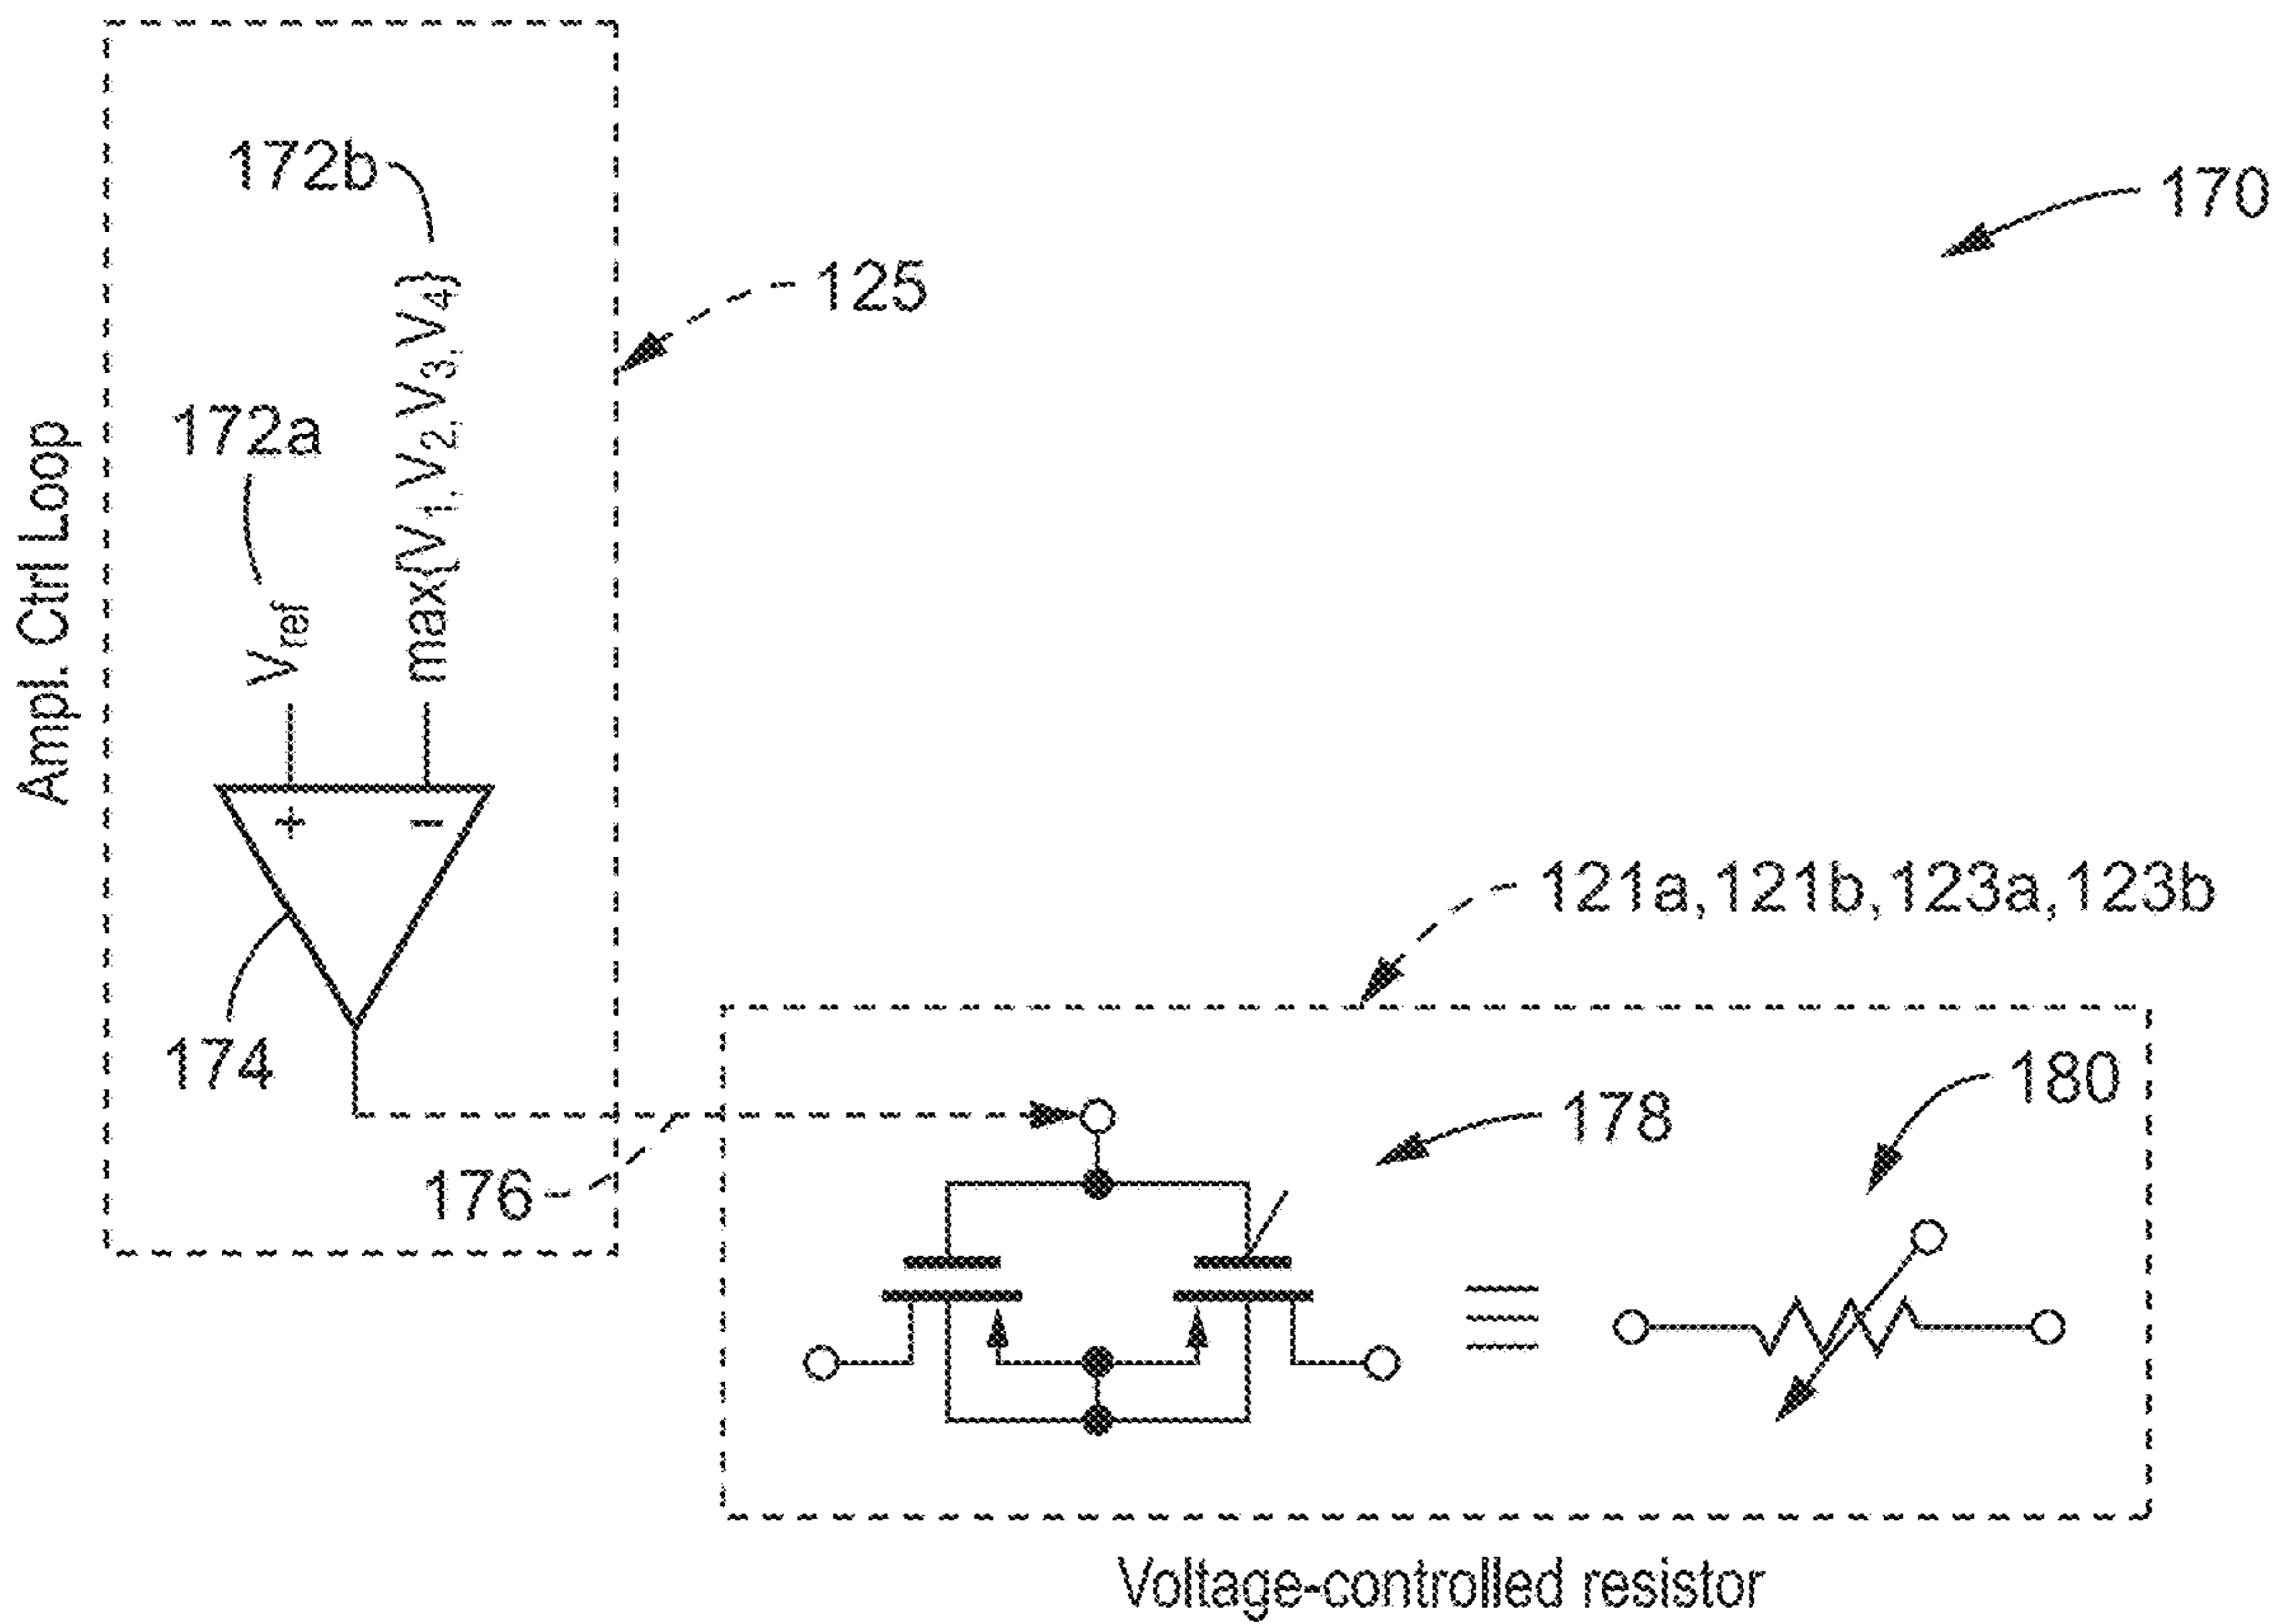 172b
170
125
172a
Ampl. Ctrl Loop
Vref
max{V1,V2,V3,V4}
+
−
174
176
121a,121b,123a,123b
178
180
Voltage-controlled resistor